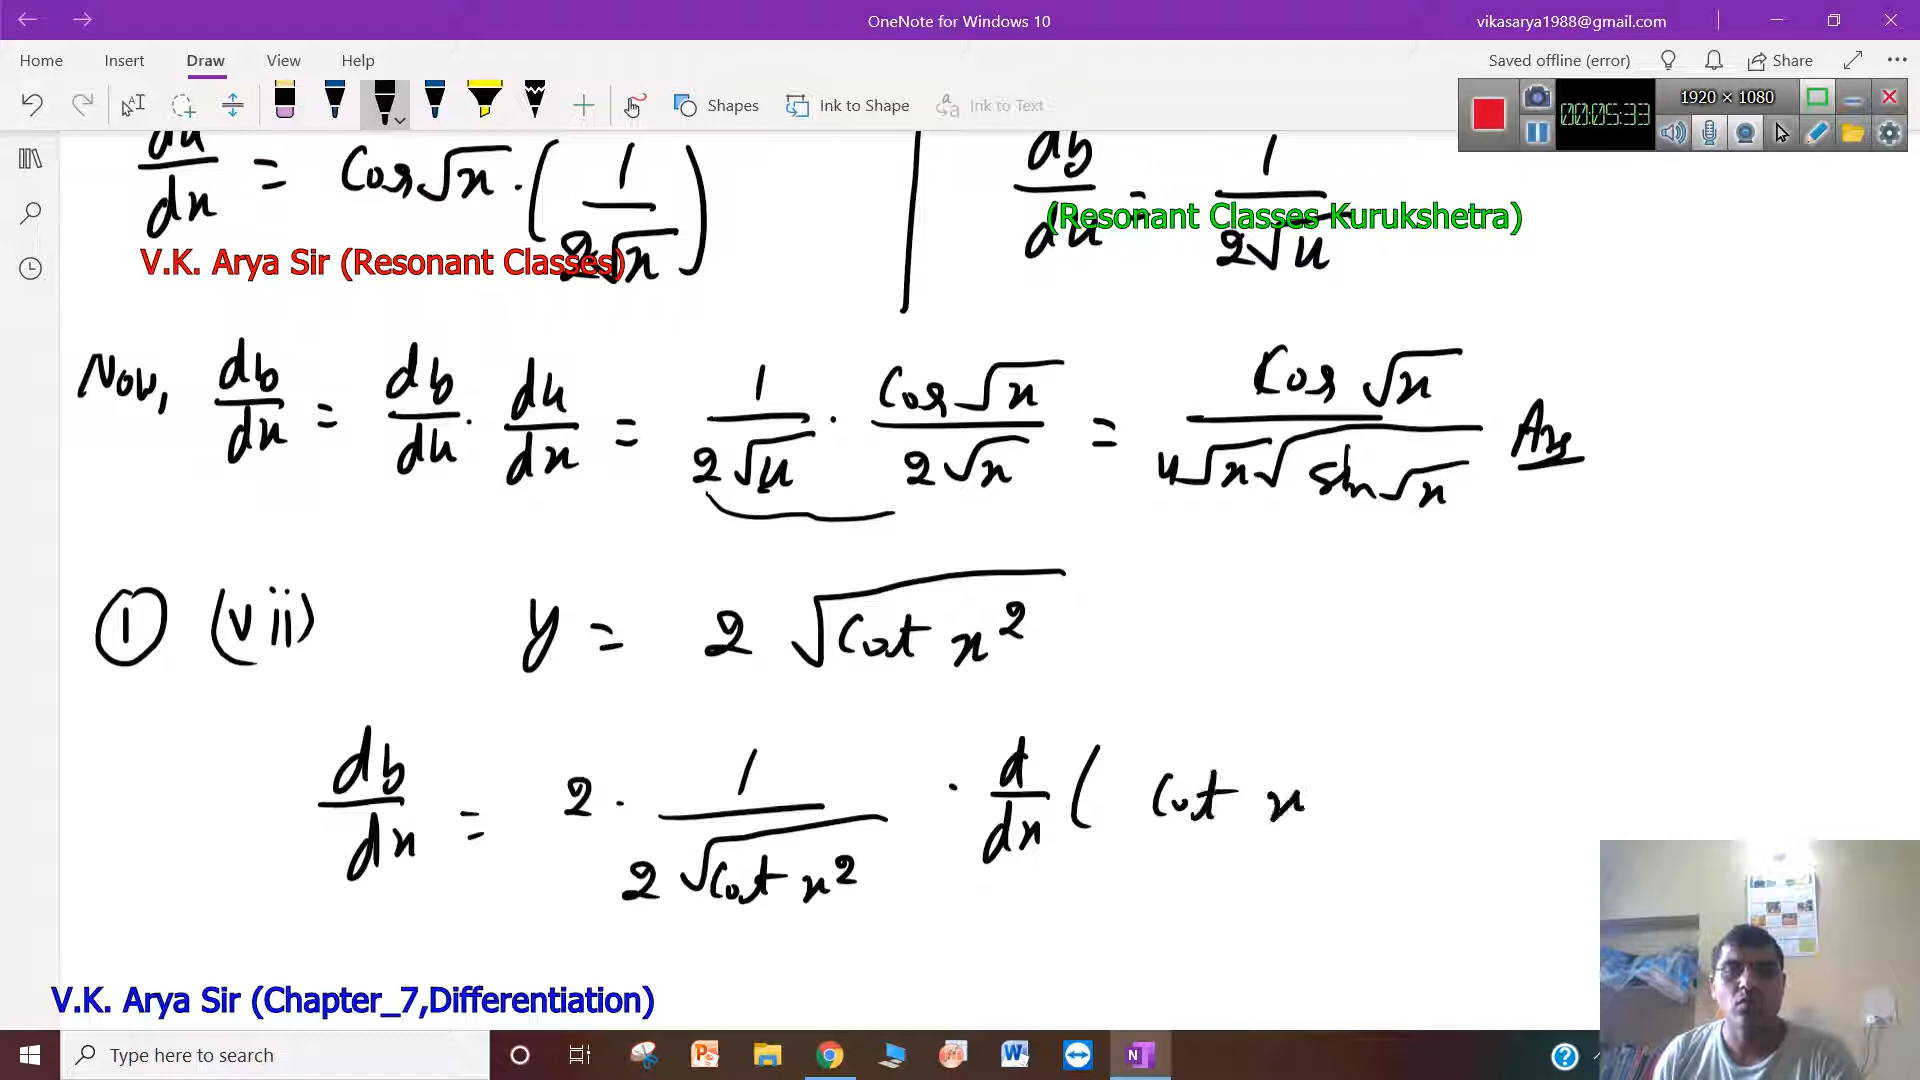 OneNote for Windows 10
vikasarya1988@gmail.com
Home Insert Draw View Help
Saved offline (error) Share
Shapes Ink to Shape Ink to Text
1920 × 1080
00:05:33
du/dx = Cos √x · (1/2√x)
dy/du = 1/2√u
(Resonant Classes Kurukshetra)
V.K. Arya Sir (Resonant Classes)
Now, dy/dx = dy/du · du/dx = 1/2√u · Cos √x/2√x = Cos √x/4√x√sin √x Ans
① (vii) y = 2 √Cot x²
dy/dx = 2 · 1/2√Cot x² · d/dx ( Cot x
V.K. Arya Sir (Chapter_7,Differentiation)
Type here to search